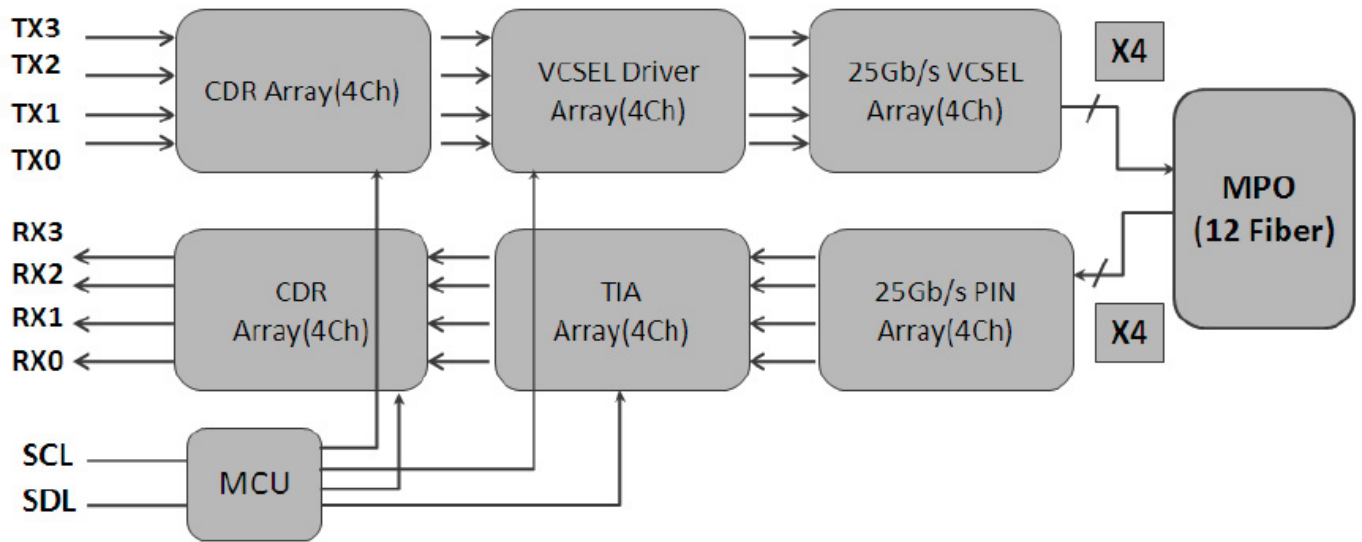 TX3
TX2
TX1
TX0
CDR Array(4Ch)
VCSEL Driver
Array(4Ch)
25Gb/s VCSEL
Array(4Ch)
X4
MPO
(12 Fiber)
RX3
RX2
RX1
RX0
CDR
Array(4Ch)
TIA
Array(4Ch)
25Gb/s PIN
Array(4Ch)
X4
SCL
SDL
MCU